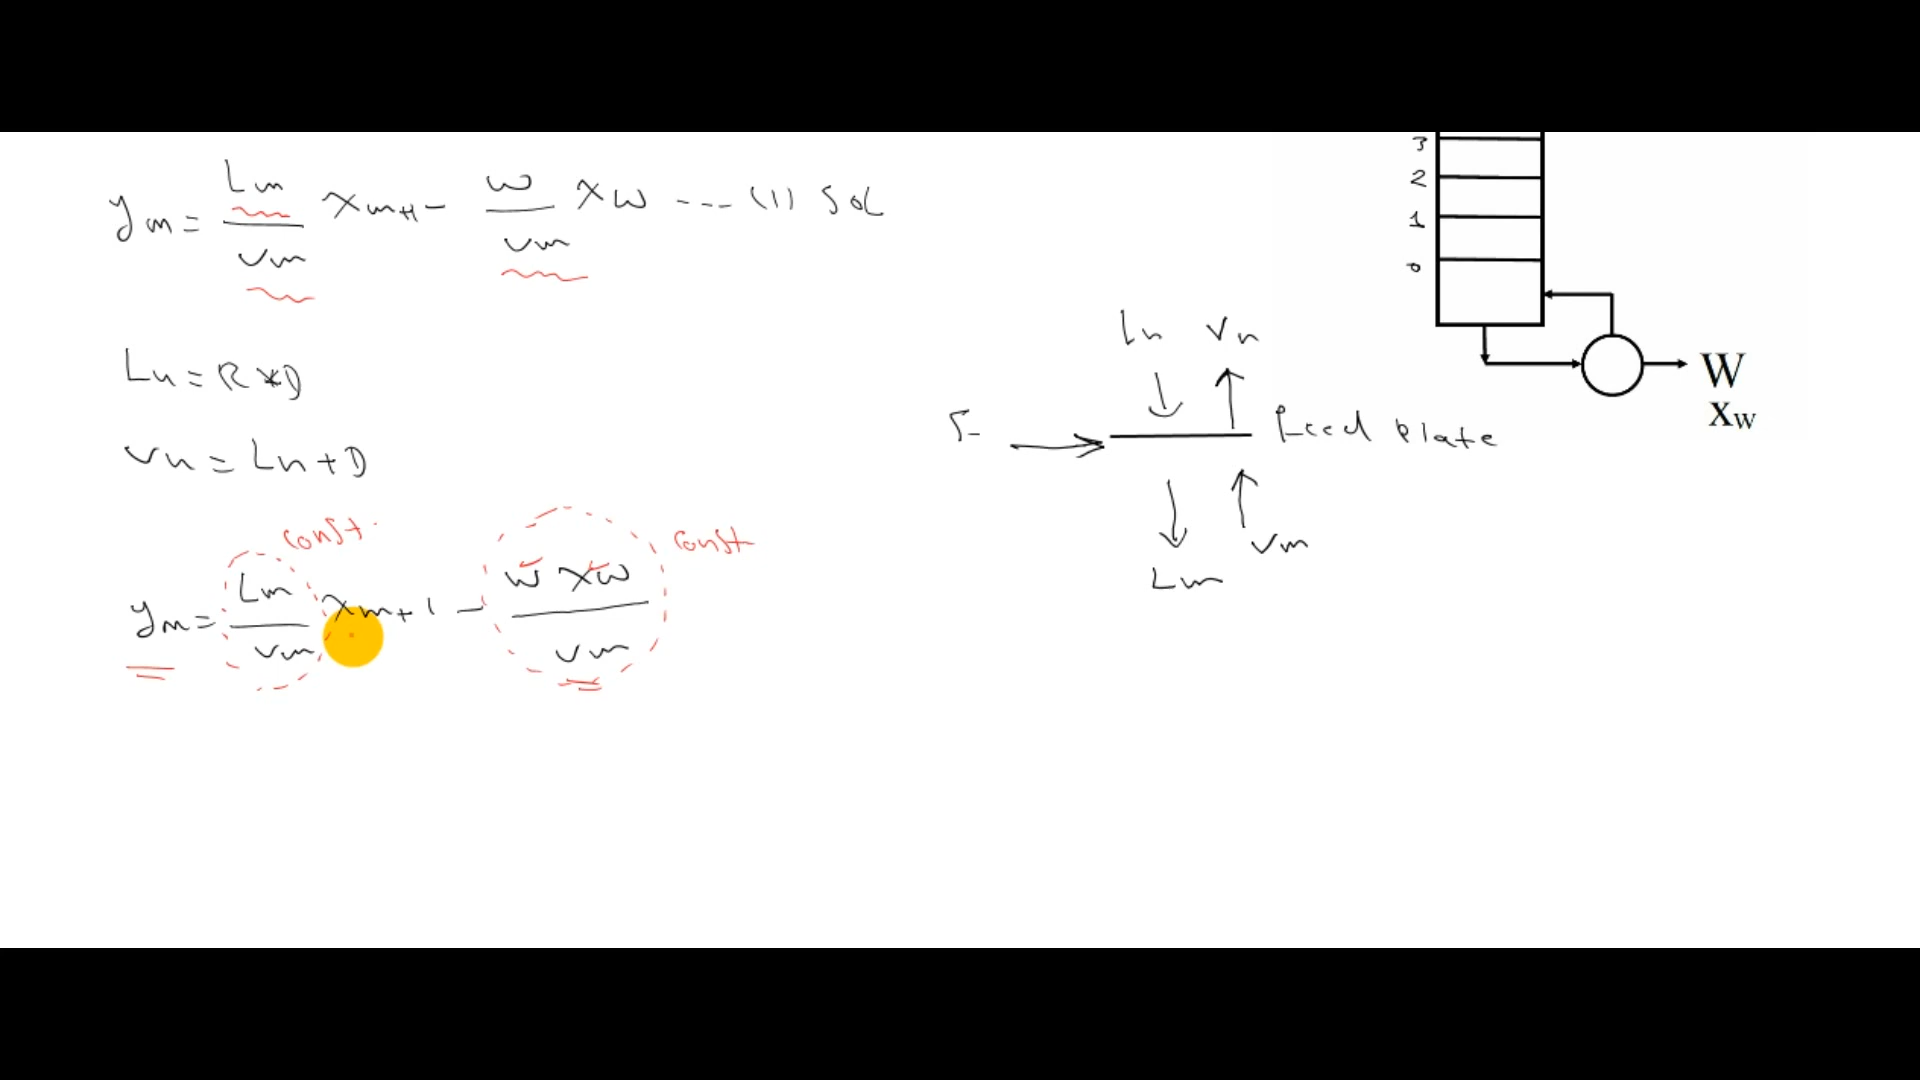 ym = Lm/vm xm+1 - w/vm xw --- (1) SoL
Ln = R*D
vn = Ln + D
const.
const
ym = Lm/vm xm+1 - w xw/vm
3
2
1
0
W
xw
Ln vn
F
feed plate
Lm vm